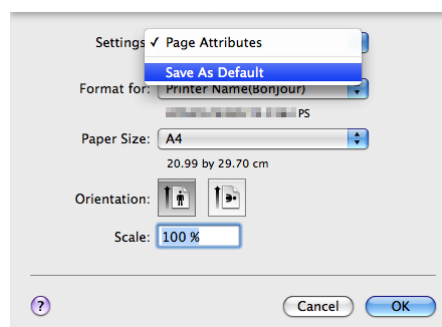 Settings ✓ Page Attributes
Save As Default
Format for: Printer Name(Bonjour)
PS
Paper Size: A4
20.99 by 29.70 cm
Orientation:
Scale: 100 %
? Cancel OK